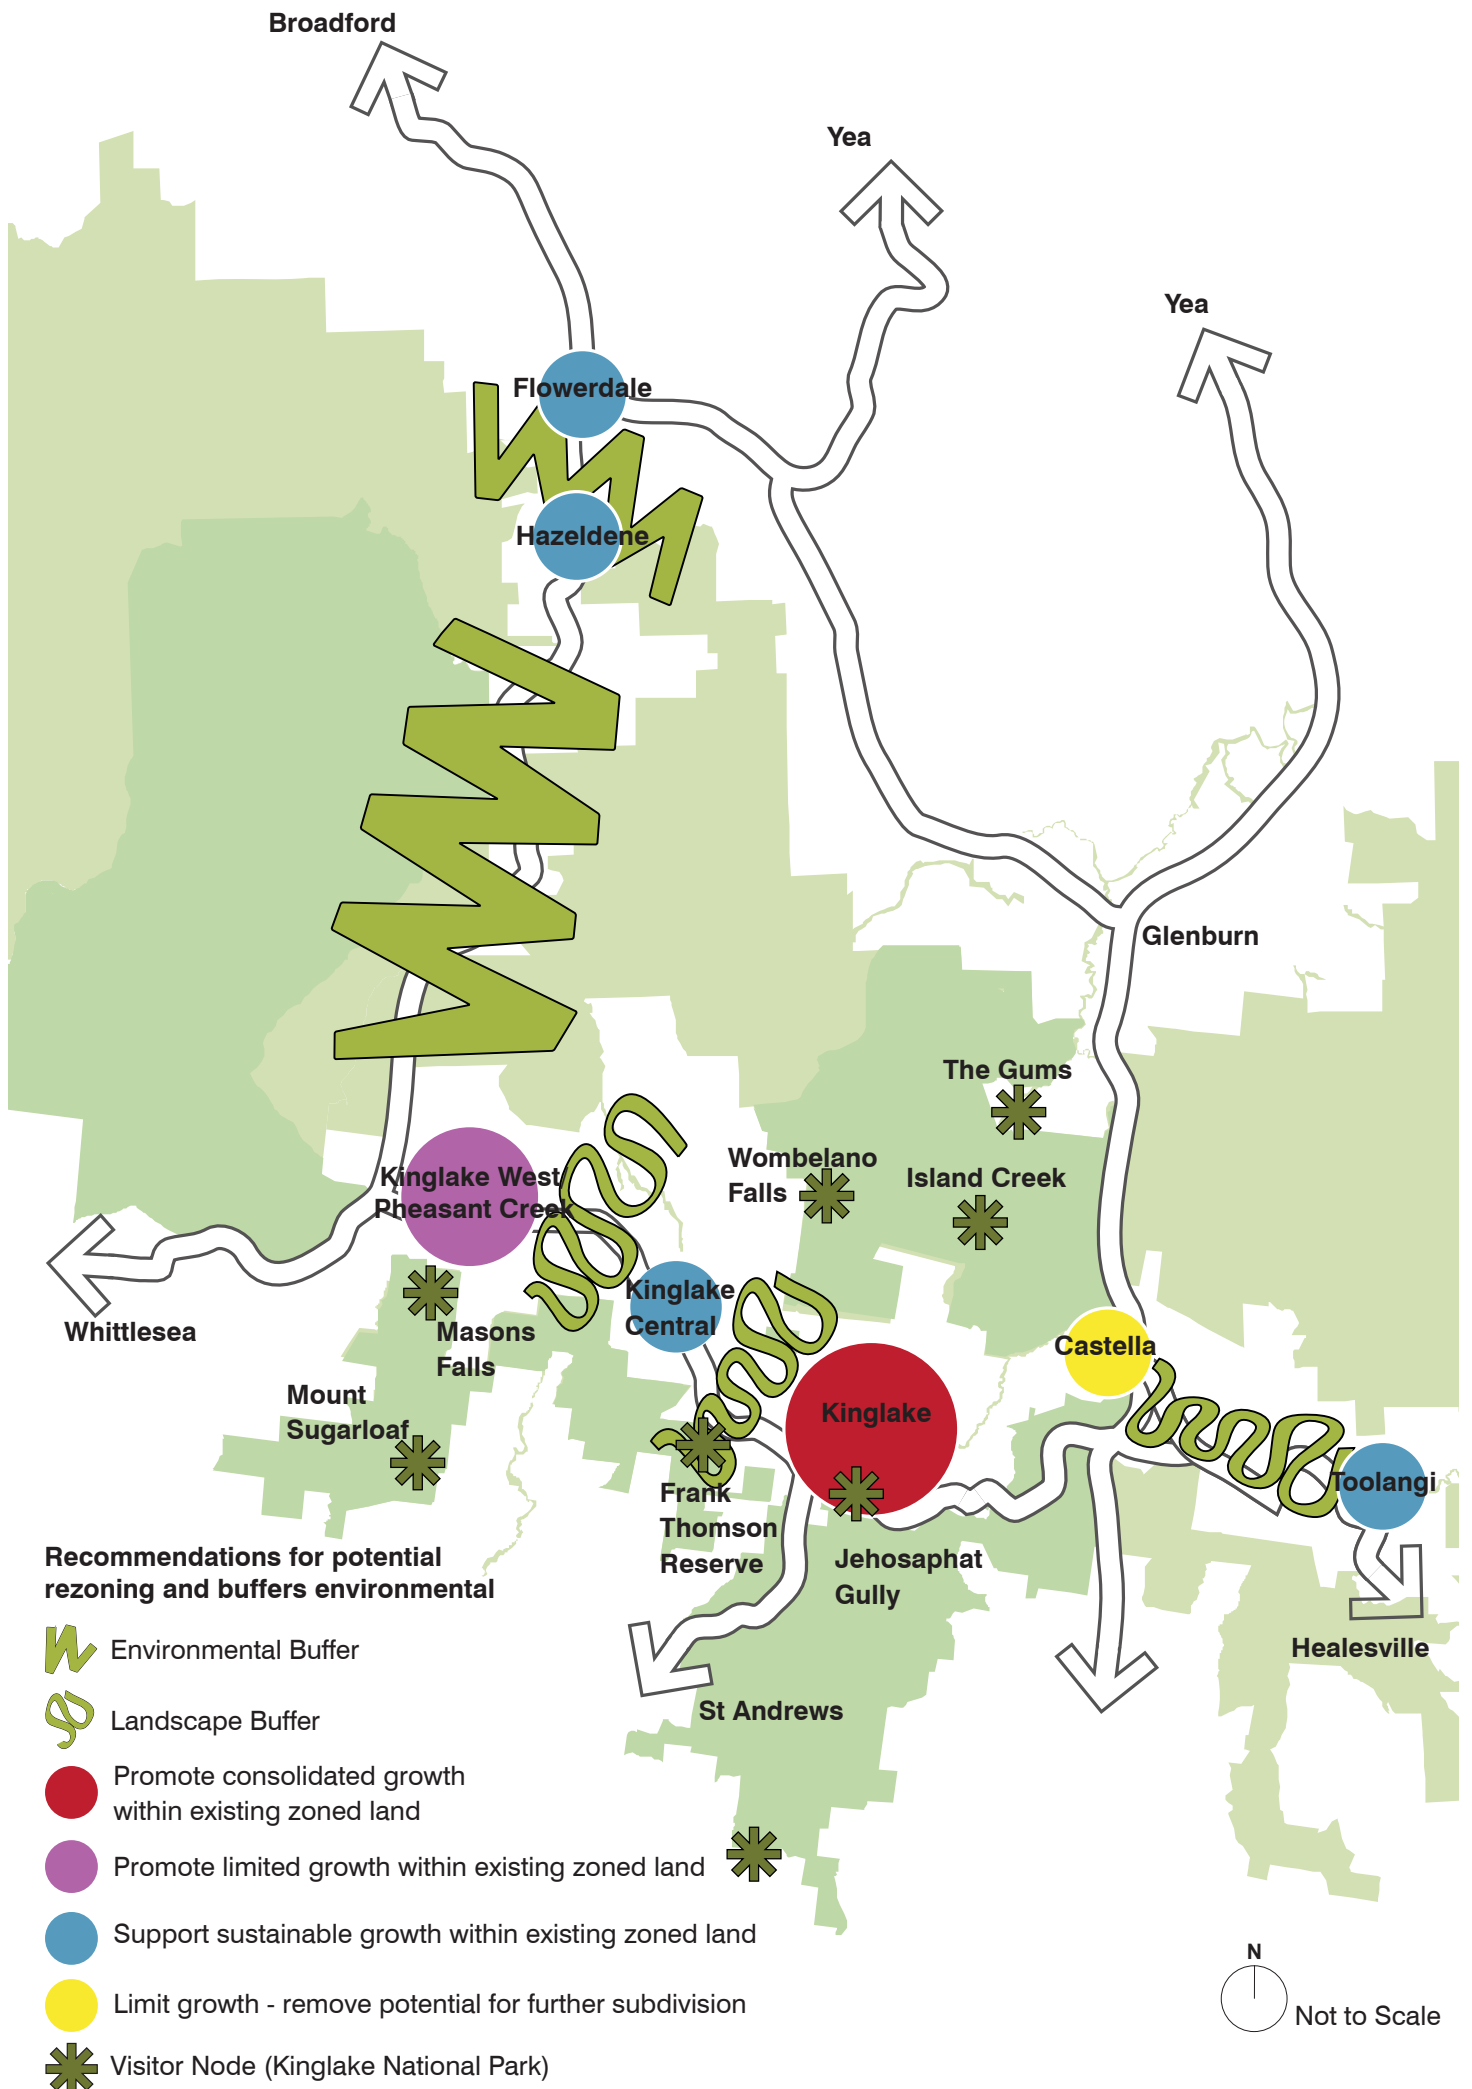 Broadford
Yea
Yea
Flowerdale
Hazeldene
Glenburn
The Gums
Wombelano
Falls
Island Creek
Kinglake West/
Pheasant Creek
Kinglake
Central
Whittlesea
Masons
Falls
Castella
Mount
Sugarloaf
Kinglake
Toolangi
Frank
Thomson
Reserve
Jehosaphat
Gully
Healesville
St Andrews
Recommendations for potential
rezoning and buffers environmental
Environmental Buffer
Landscape Buffer
Promote consolidated growth
within existing zoned land
Promote limited growth within existing zoned land
Support sustainable growth within existing zoned land
Limit growth - remove potential for further subdivision
Visitor Node (Kinglake National Park)
N
Not to Scale